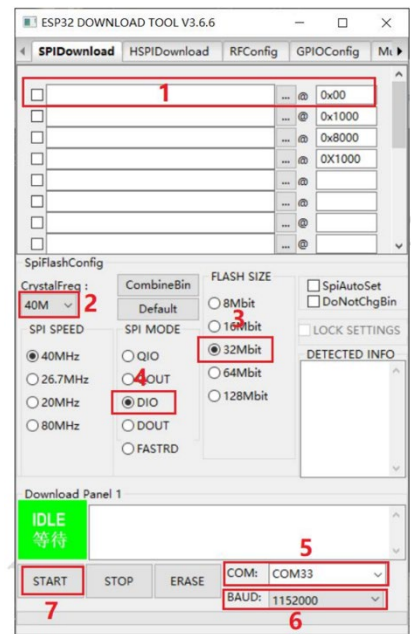 ESP32 DOWNLOAD TOOL V3.6.6
SPIDownload HSPIDownload RFConfig GPIOConfig Mu
1 ... @ 0x00
... @ 0x1000
... @ 0x8000
... @ 0X1000
... @
... @
... @
... @
SpiFlashConfig
CrystalFreq :
40M 2
CombineBin
Default
SPI SPEED
40MHz
26.7MHz
20MHz
80MHz
SPI MODE
QIO
4
DIO
DOUT
FASTRD
FLASH SIZE
8Mbit
16Mbit
3
32Mbit
64Mbit
128Mbit
SpiAutoSet
DoNotChgBin
LOCK SETTINGS
DETECTED INFO
Download Panel 1
IDLE
等待
START STOP ERASE
7
5
COM: COM33
BAUD: 1152000
6